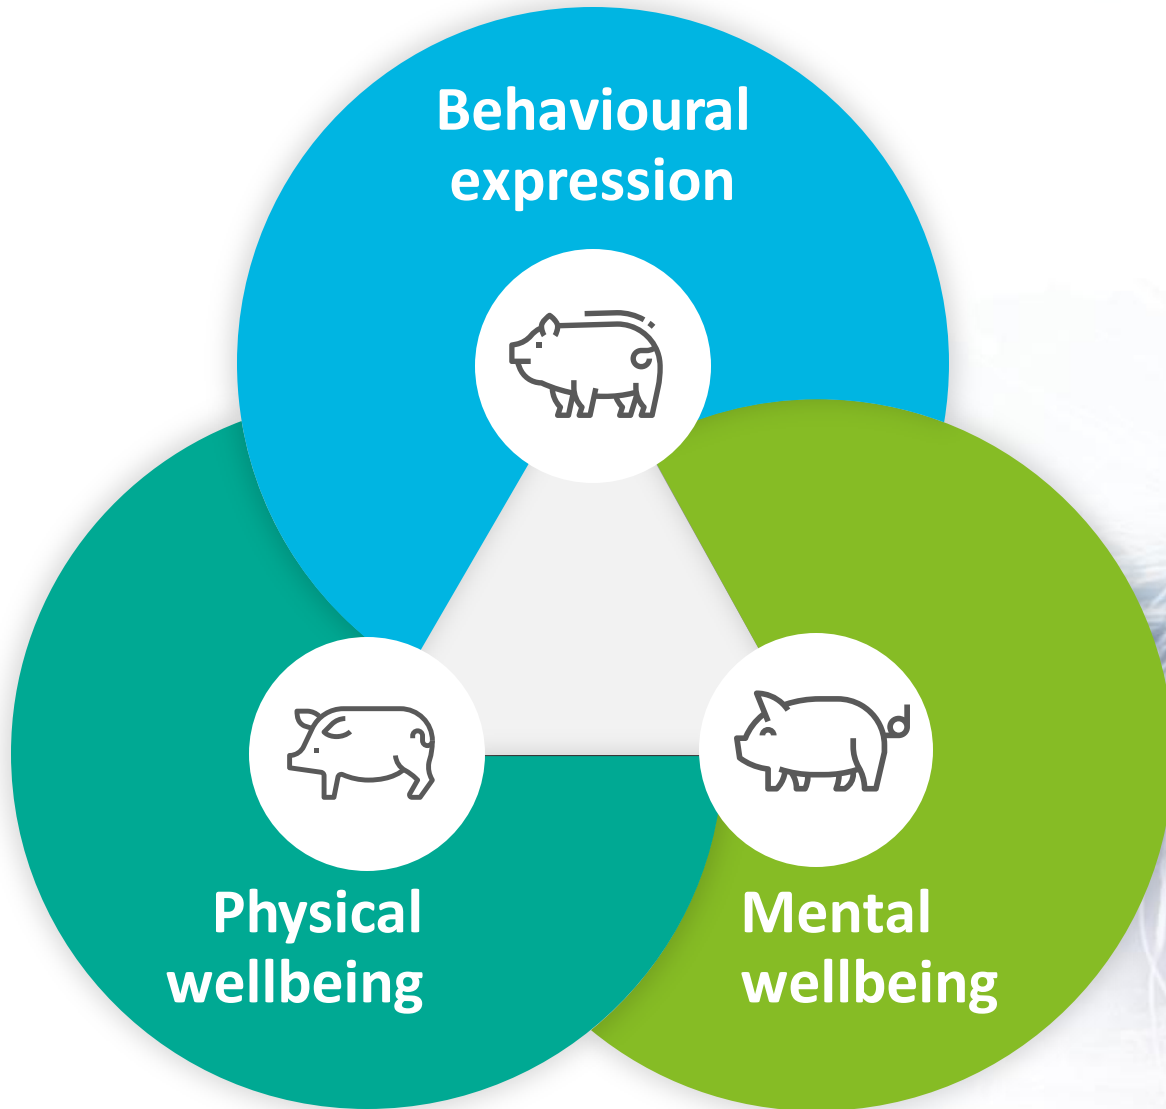 Behavioural
expression
Physical
wellbeing
Mental
wellbeing